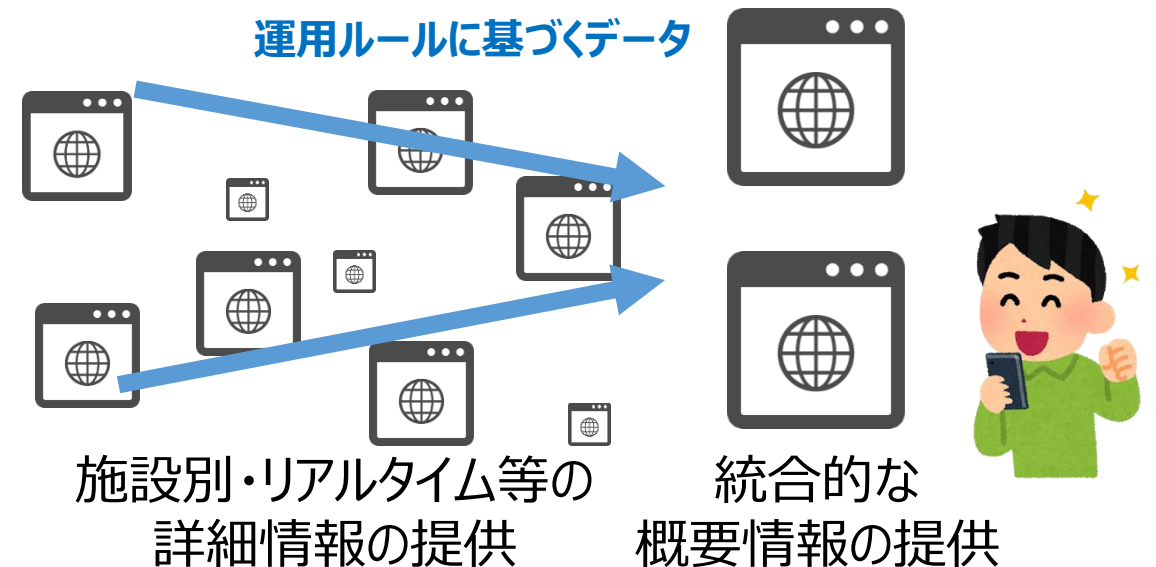 運用ルールに基づくデータ
施設別・リアルタイム等の
詳細情報の提供
統合的な
概要情報の提供